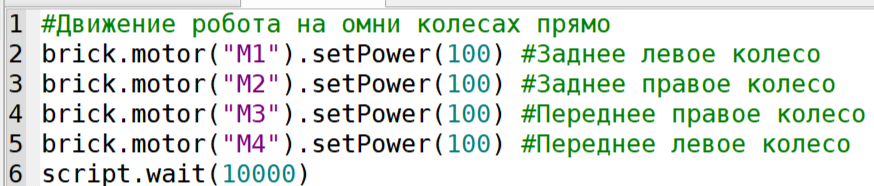 1 #Движение робота на омни колесах прямо
2 brick.motor("M1").setPower(100) #Заднее левое колесо
3 brick.motor("M2").setPower(100) #Заднее правое колесо
4 brick.motor("M3").setPower(100) #Переднее правое колесо
5 brick.motor("M4").setPower(100) #Переднее левое колесо
6 script.wait(10000)